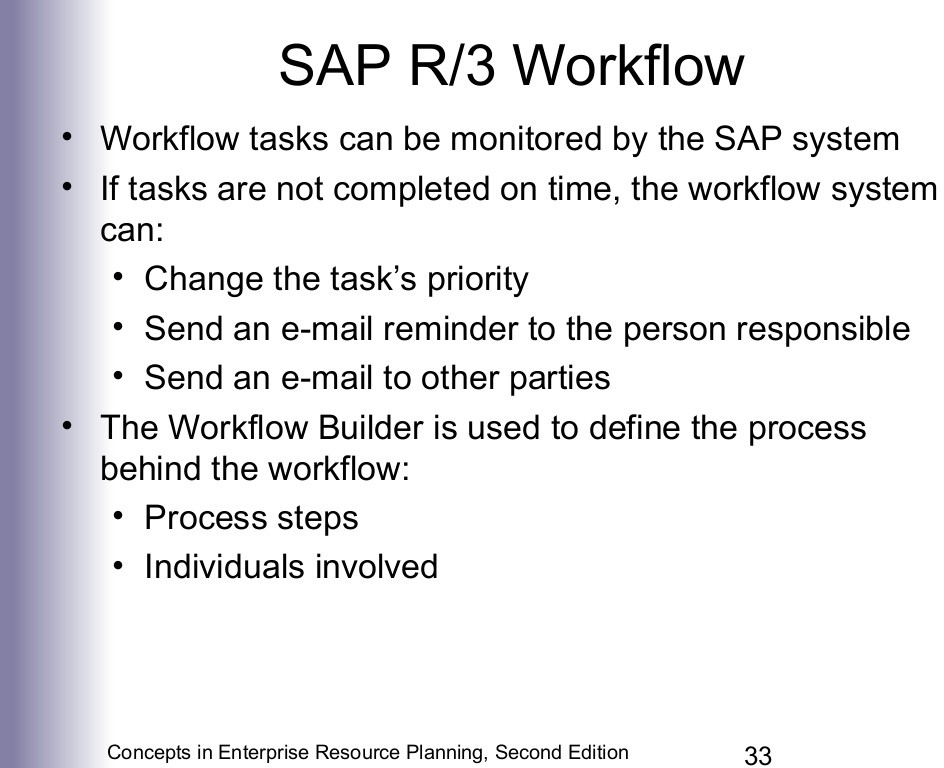 SAP R/3 Workflow
• Workflow tasks can be monitored by the SAP system
• If tasks are not completed on time, the workflow system
can:
• Change the task’s priority
• Send an e-mail reminder to the person responsible
• Send an e-mail to other parties
• The Workflow Builder is used to define the process
behind the workflow:
• Process steps
• Individuals involved
Concepts in Enterprise Resource Planning, Second Edition
33